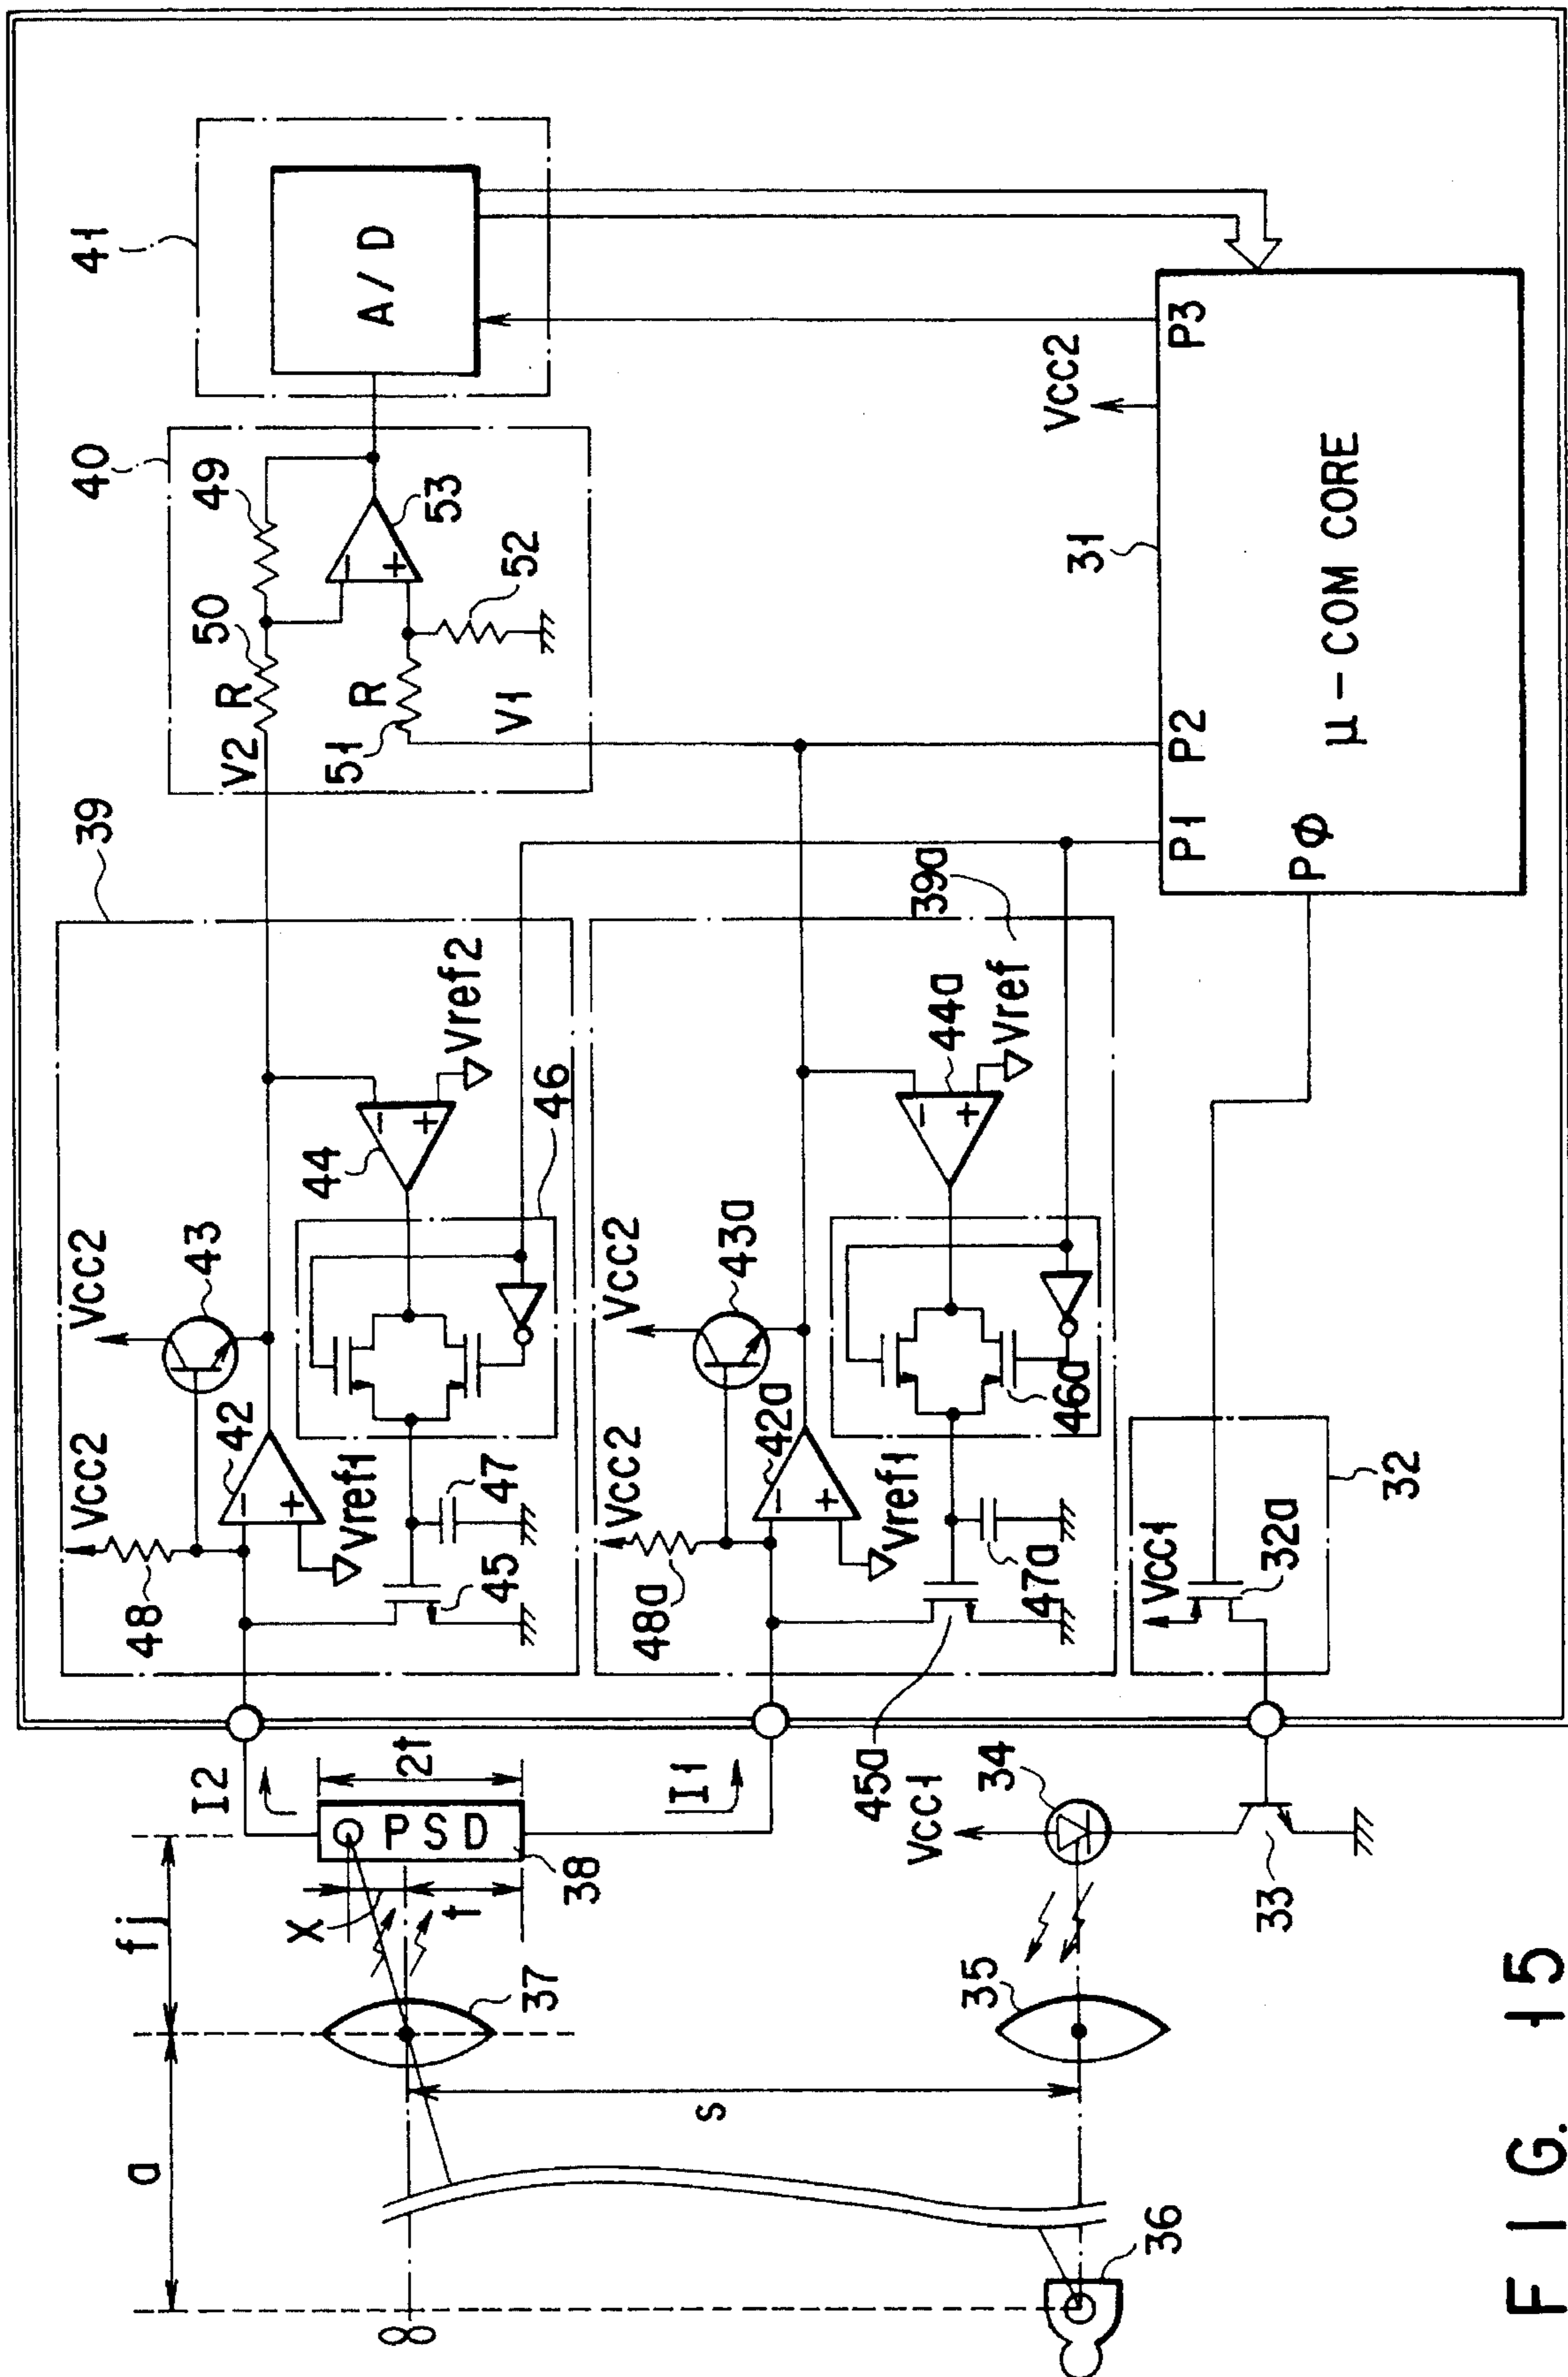 41
A/D
40
49
50
R
V2
53
52
51
R
V1
39
VCC2
P3
31
μ-COM CORE
P2
P1
PΦ
39a
VCC2
43
VCC2
48
42
Vref1
44
Vref2
46
47
45
VCC2
43a
VCC2
48a
42a
Vref1
44a
Vref
46a
47a
45a
VCC1
32a
32
I2
2t
PSD
38
I1
fj
X
t
37
VCC1
34
33
35
a
s
∞
36
FIG. 15